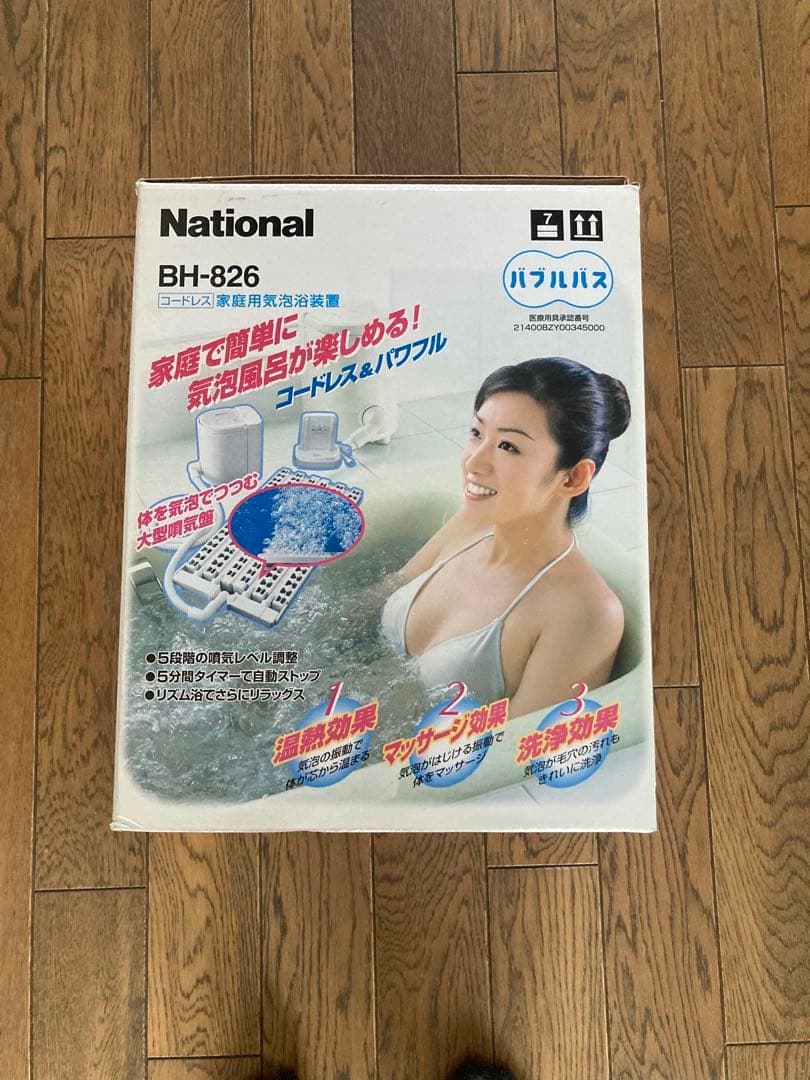 National
7
BH-826
コードレス 家庭用気泡浴装置
バブルバス
医療用具承認番号
21400BZY00345000
家庭で簡単に
気泡風呂が楽しめる!
コードレス&パワフル
体を気泡でつつむ
大型噴気盤
●5段階の噴気レベル調整
●5分間タイマーで自動ストップ
●リズム浴でさらにリラックス
1
温熱効果
気泡の振動で
体が芯から温まる
2
マッサージ効果
気泡がはじける振動で
体をマッサージ
3
洗浄効果
気泡が毛穴の汚れも
きれいに洗浄